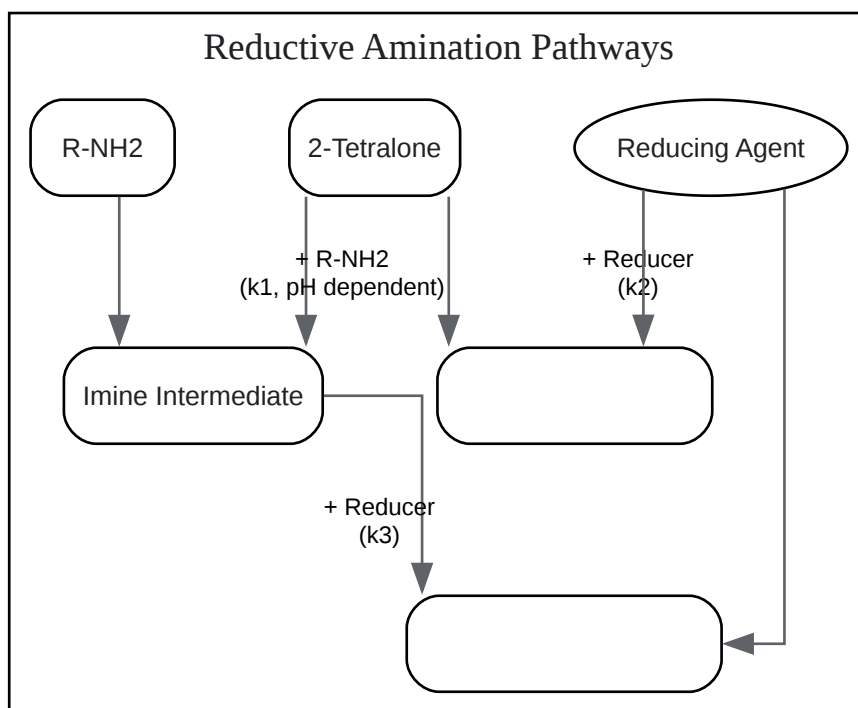 Reductive Amination Pathways
R-NH2
2-Tetralone
Reducing Agent
+ R-NH2
(k1, pH dependent)
+ Reducer
(k2)
Imine Intermediate
+ Reducer
(k3)